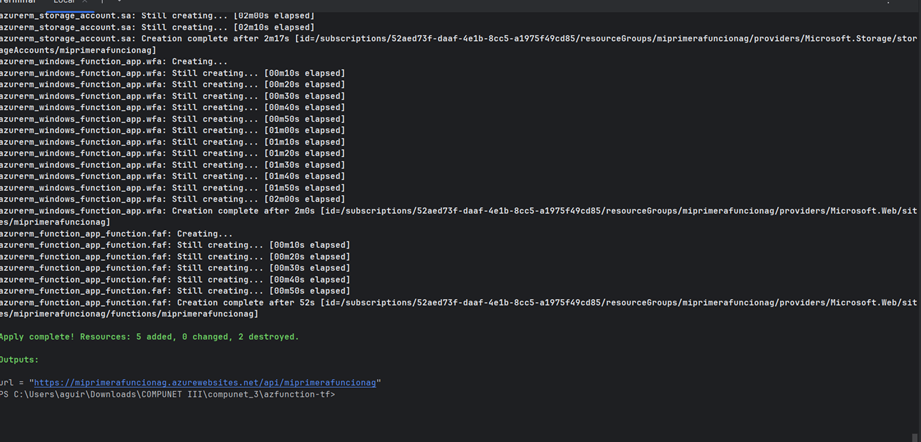 Terminal Local × + ⌄
azurerm_storage_account.sa: Still creating... [02m00s elapsed]
azurerm_storage_account.sa: Still creating... [02m10s elapsed]
azurerm_storage_account.sa: Creation complete after 2m17s [id=/subscriptions/52aed73f-daaf-4e1b-8cc5-a1975f49cd85/resourceGroups/miprimerafuncionag/providers/Microsoft.Storage/stor
ageAccounts/miprimerafuncionag]
azurerm_windows_function_app.wfa: Creating...
azurerm_windows_function_app.wfa: Still creating... [00m10s elapsed]
azurerm_windows_function_app.wfa: Still creating... [00m20s elapsed]
azurerm_windows_function_app.wfa: Still creating... [00m30s elapsed]
azurerm_windows_function_app.wfa: Still creating... [00m40s elapsed]
azurerm_windows_function_app.wfa: Still creating... [00m50s elapsed]
azurerm_windows_function_app.wfa: Still creating... [01m00s elapsed]
azurerm_windows_function_app.wfa: Still creating... [01m10s elapsed]
azurerm_windows_function_app.wfa: Still creating... [01m20s elapsed]
azurerm_windows_function_app.wfa: Still creating... [01m30s elapsed]
azurerm_windows_function_app.wfa: Still creating... [01m40s elapsed]
azurerm_windows_function_app.wfa: Still creating... [01m50s elapsed]
azurerm_windows_function_app.wfa: Still creating... [02m00s elapsed]
azurerm_windows_function_app.wfa: Creation complete after 2m0s [id=/subscriptions/52aed73f-daaf-4e1b-8cc5-a1975f49cd85/resourceGroups/miprimerafuncionag/providers/Microsoft.Web/sit
es/miprimerafuncionag]
azurerm_function_app_function.faf: Creating...
azurerm_function_app_function.faf: Still creating... [00m10s elapsed]
azurerm_function_app_function.faf: Still creating... [00m20s elapsed]
azurerm_function_app_function.faf: Still creating... [00m30s elapsed]
azurerm_function_app_function.faf: Still creating... [00m40s elapsed]
azurerm_function_app_function.faf: Still creating... [00m50s elapsed]
azurerm_function_app_function.faf: Creation complete after 52s [id=/subscriptions/52aed73f-daaf-4e1b-8cc5-a1975f49cd85/resourceGroups/miprimerafuncionag/providers/Microsoft.Web/sit
es/miprimerafuncionag/functions/miprimerafuncionag]
Apply complete! Resources: 5 added, 0 changed, 2 destroyed.
Outputs:
url = "https://miprimerafuncionag.azurewebsites.net/api/miprimerafuncionag"
PS C:\Users\aguir\Downloads\COMPUNET III\compunet_3\azfunction-tf>